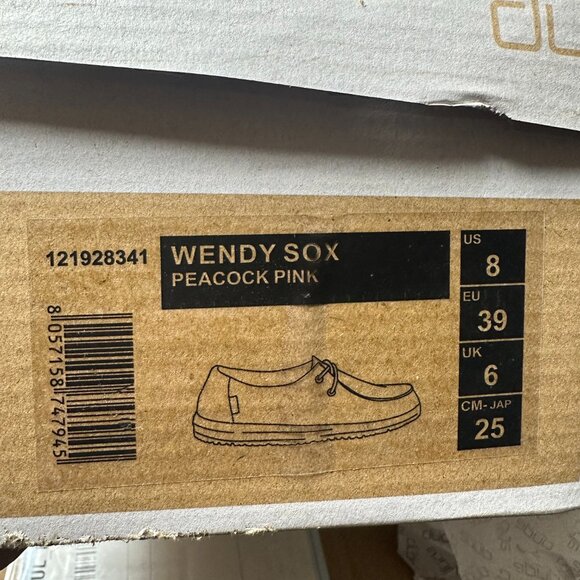 121928341
WENDY SOX
PEACOCK PINK
8057158747945
US
8
EU
39
UK
6
CM-JAP
25